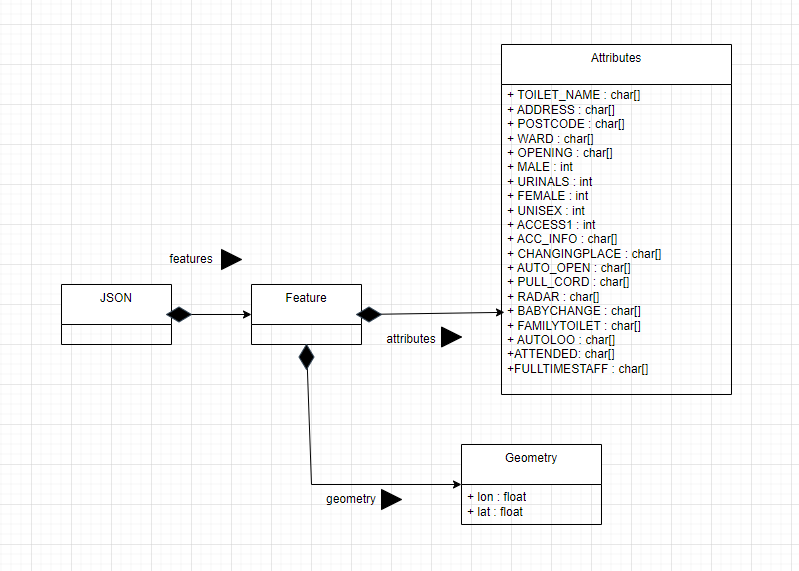 Attributes
+ TOILET_NAME : char[]
+ ADDRESS : char[]
+ POSTCODE : char[]
+ WARD : char[]
+ OPENING : char[]
+ MALE : int
+ URINALS : int
+ FEMALE : int
+ UNISEX : int
+ ACCESS1 : int
+ ACC_INFO : char[]
+ CHANGINGPLACE : char[]
+ AUTO_OPEN : char[]
+ PULL_CORD : char[]
+ RADAR : char[]
+ BABYCHANGE : char[]
+ FAMILYTOILET : char[]
+ AUTOLOO : char[]
+ATTENDED: char[]
+FULLTIMESTAFF : char[]
features
JSON
Feature
attributes
geometry
Geometry
+ lon : float
+ lat : float